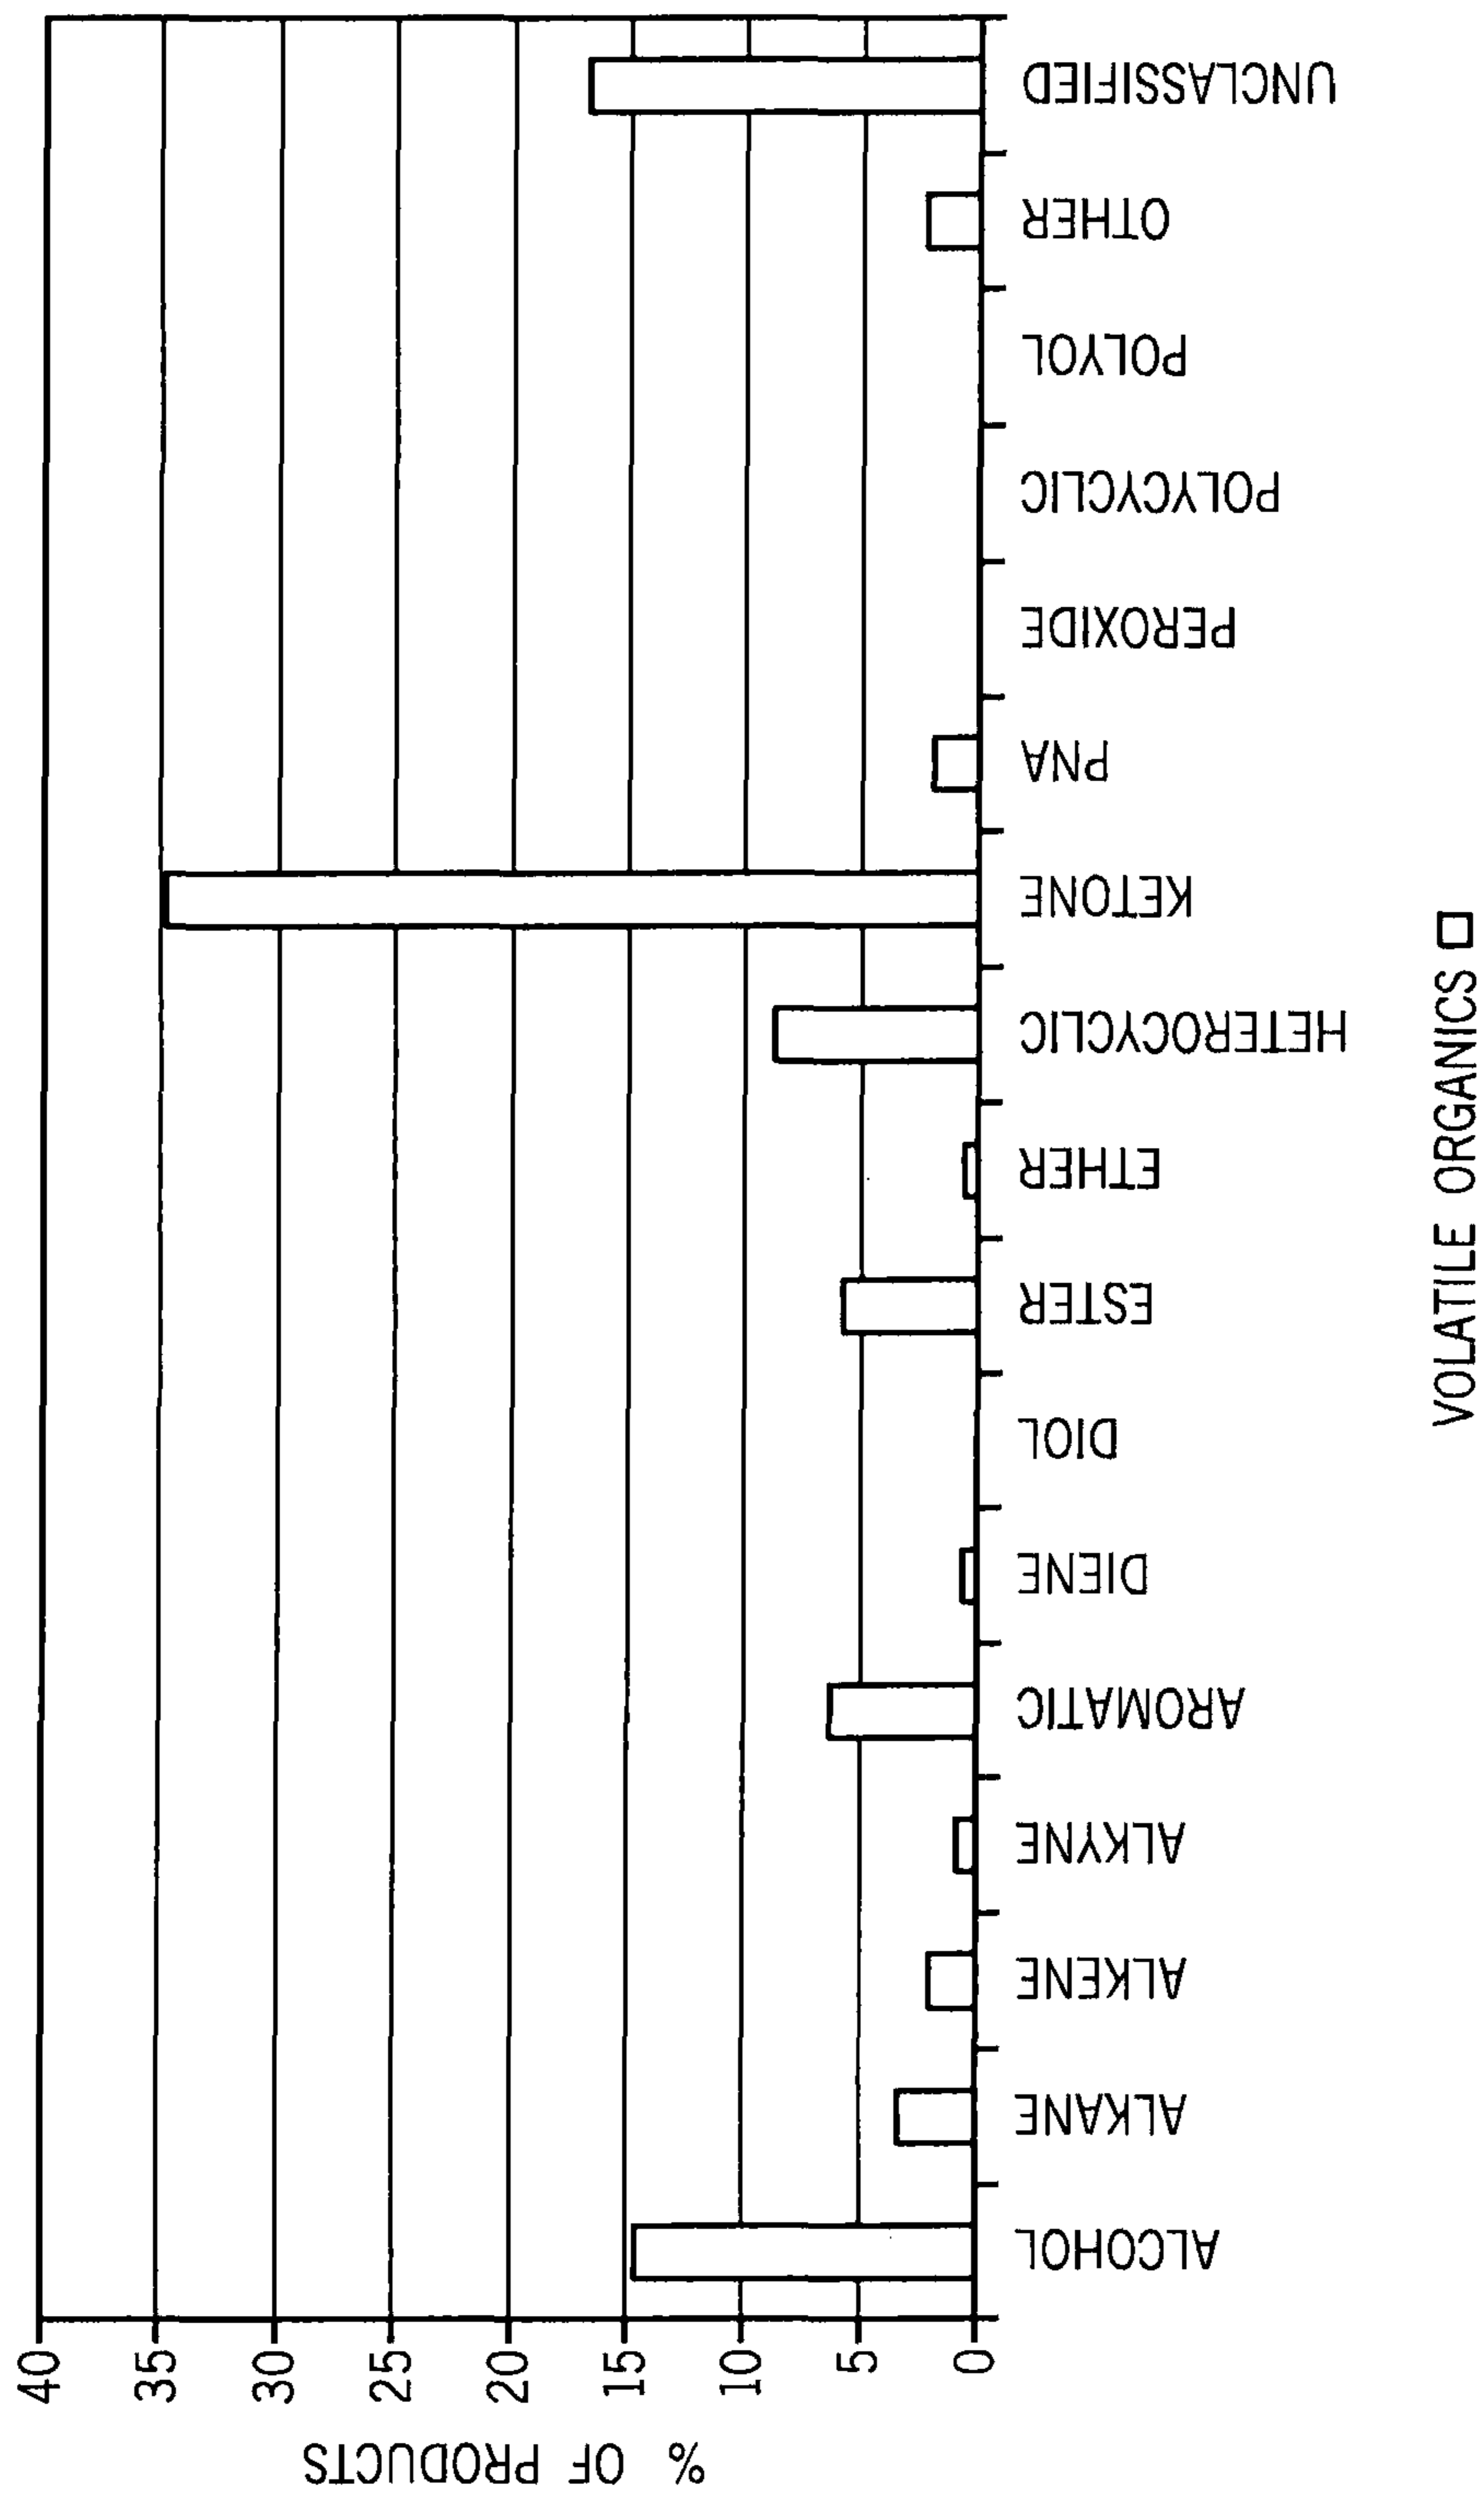 % OF PRODUCTS
40
35
30
25
20
15
10
5
0
ALCOHOL
ALKANE
ALKENE
ALKYNE
AROMATIC
DIENE
DIOL
ESTER
ETHER
HETEROCYCLIC
KETONE
PNA
PEROXIDE
POLYCYCLIC
POLYOL
OTHER
UNCLASSIFIED
VOLATILE ORGANICS